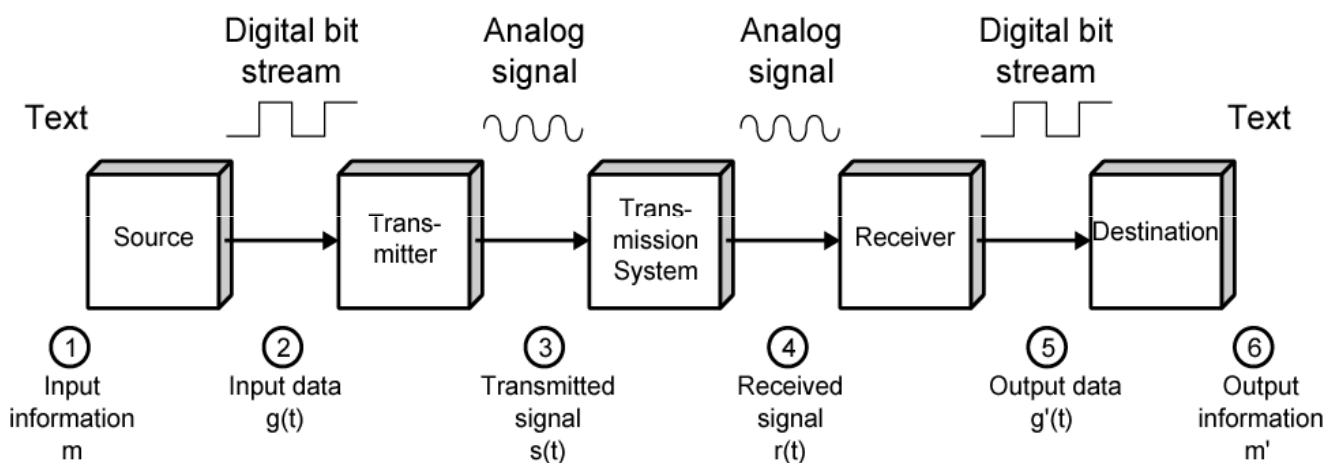 Digital bit
stream
Analog
signal
Analog
signal
Digital bit
stream
Text
Text
Source
Trans-
mitter
Trans-
mission
System
Receiver
Destination
1
Input
information
m
2
Input data
g(t)
3
Transmitted
signal
s(t)
4
Received
signal
r(t)
5
Output data
g'(t)
6
Output
information
m'